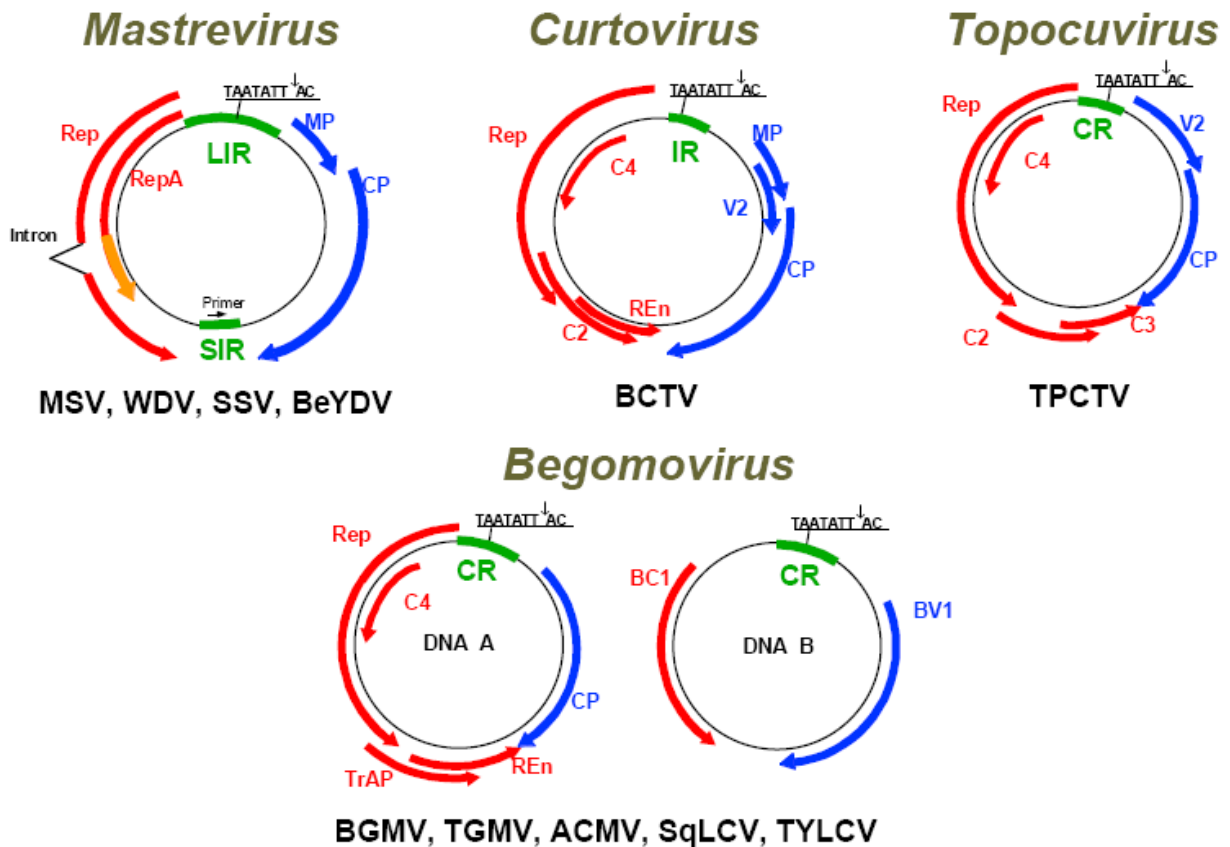 Mastrevirus Curtovirus Topocuvirus
TAATATT↓AC TAATATT↓AC TAATATT↓AC
Rep MP Rep MP Rep V2
LIR IR CR
RepA CP C4 V2 C4
Intron CP CP
Primer REn
SIR C2 C2 C3
MSV, WDV, SSV, BeYDV BCTV TPCTV
Begomovirus
TAATATT↓AC TAATATT↓AC
Rep CR BC1 CR
C4 BV1
DNA A DNA B
CP
TrAP REn
BGMV, TGMV, ACMV, SqLCV, TYLCV